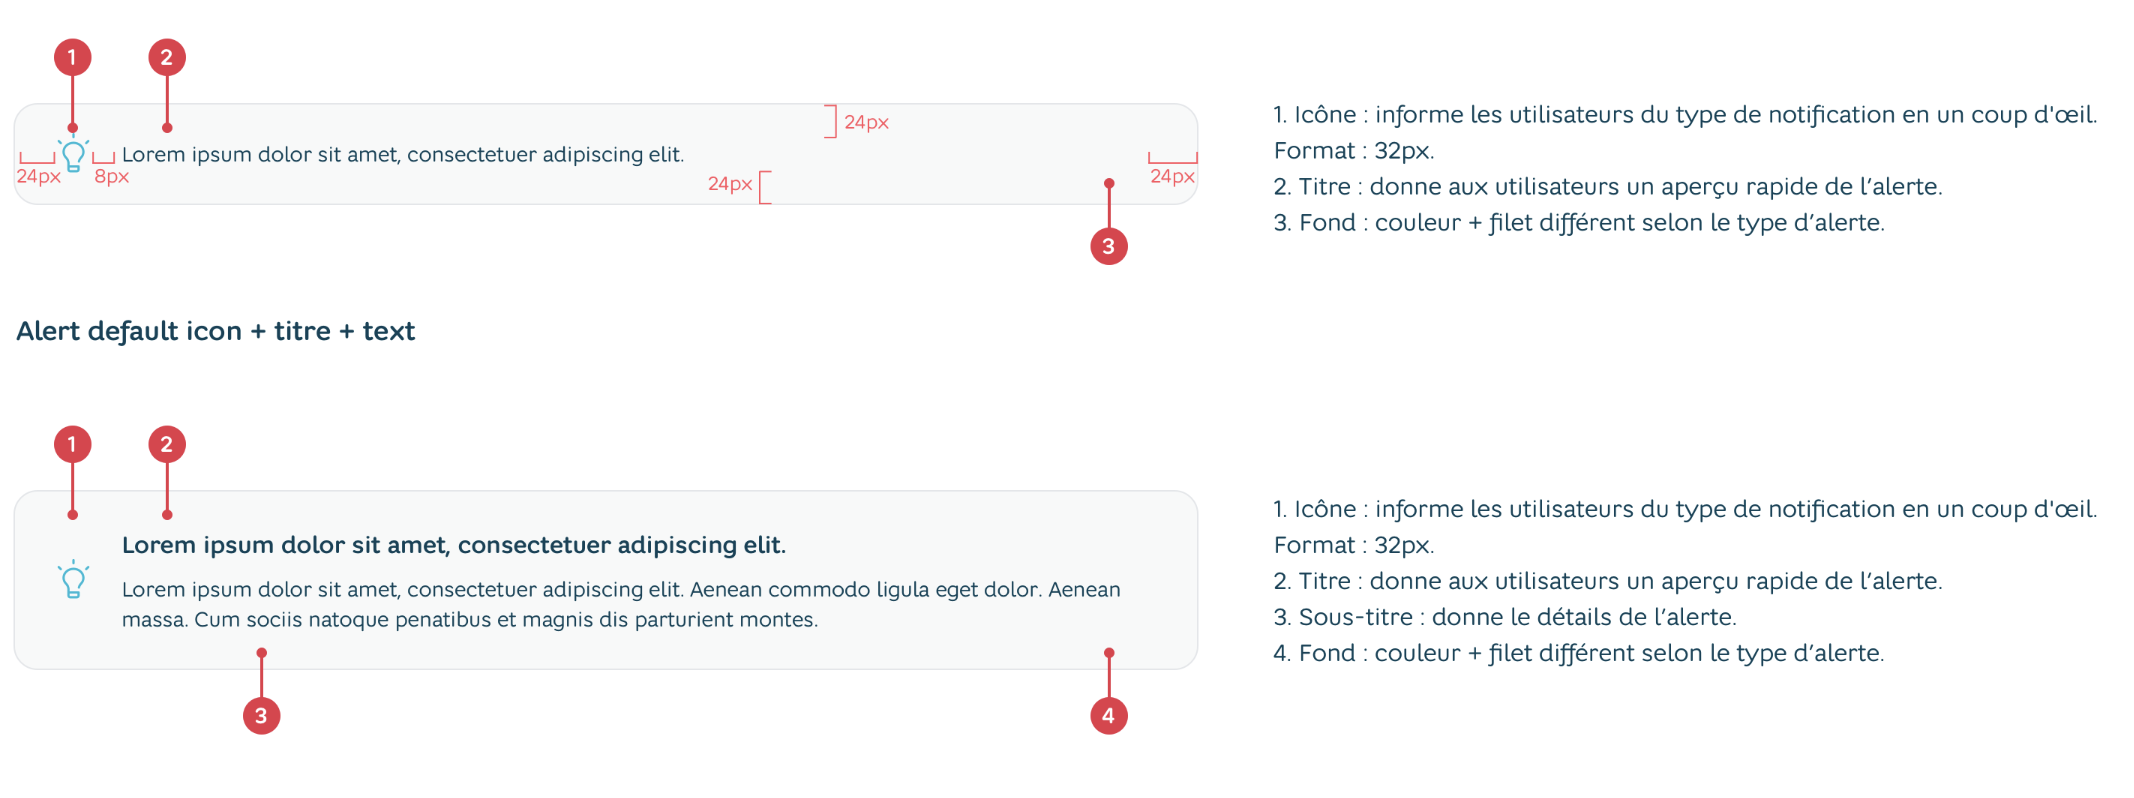 1
2
24px
Lorem ipsum dolor sit amet, consectetuer adipiscing elit.
24px
8px
24px
24px
3
1. Icône : informe les utilisateurs du type de notification en un coup d'œil.
Format : 32px.
2. Titre : donne aux utilisateurs un aperçu rapide de l’alerte.
3. Fond : couleur + filet différent selon le type d’alerte.
Alert default icon + titre + text
1
2
Lorem ipsum dolor sit amet, consectetuer adipiscing elit.
Lorem ipsum dolor sit amet, consectetuer adipiscing elit. Aenean commodo ligula eget dolor. Aenean
massa. Cum sociis natoque penatibus et magnis dis parturient montes.
3
4
1. Icône : informe les utilisateurs du type de notification en un coup d'œil.
Format : 32px.
2. Titre : donne aux utilisateurs un aperçu rapide de l’alerte.
3. Sous-titre : donne le détails de l’alerte.
4. Fond : couleur + filet différent selon le type d’alerte.